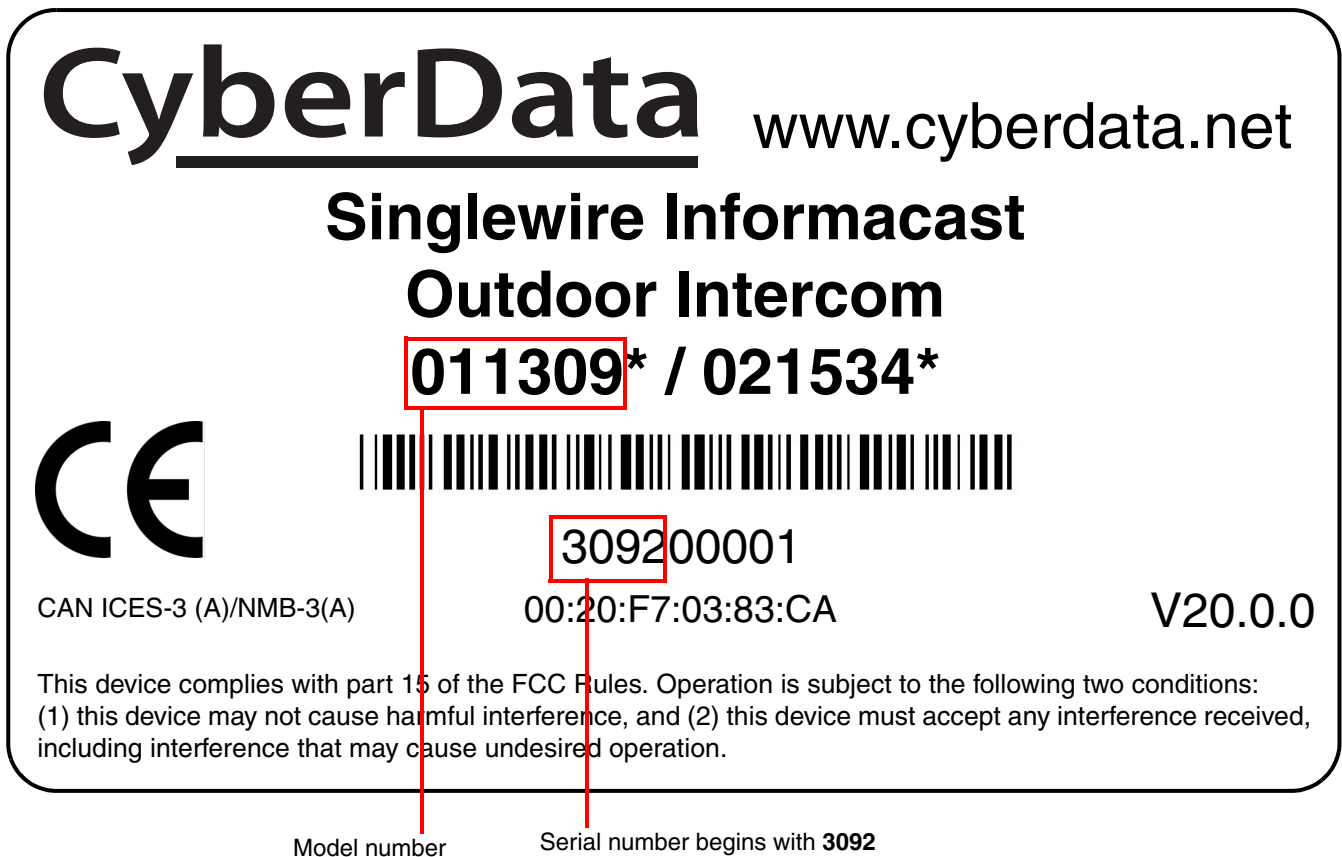 CyberData www.cyberdata.net
Singlewire Informacast
Outdoor Intercom
011309* / 021534*
CE
309200001
CAN ICES-3 (A)/NMB-3(A) 00:20:F7:03:83:CA V20.0.0
This device complies with part 15 of the FCC Rules. Operation is subject to the following two conditions:
(1) this device may not cause harmful interference, and (2) this device must accept any interference received,
including interference that may cause undesired operation.
Model number Serial number begins with 3092